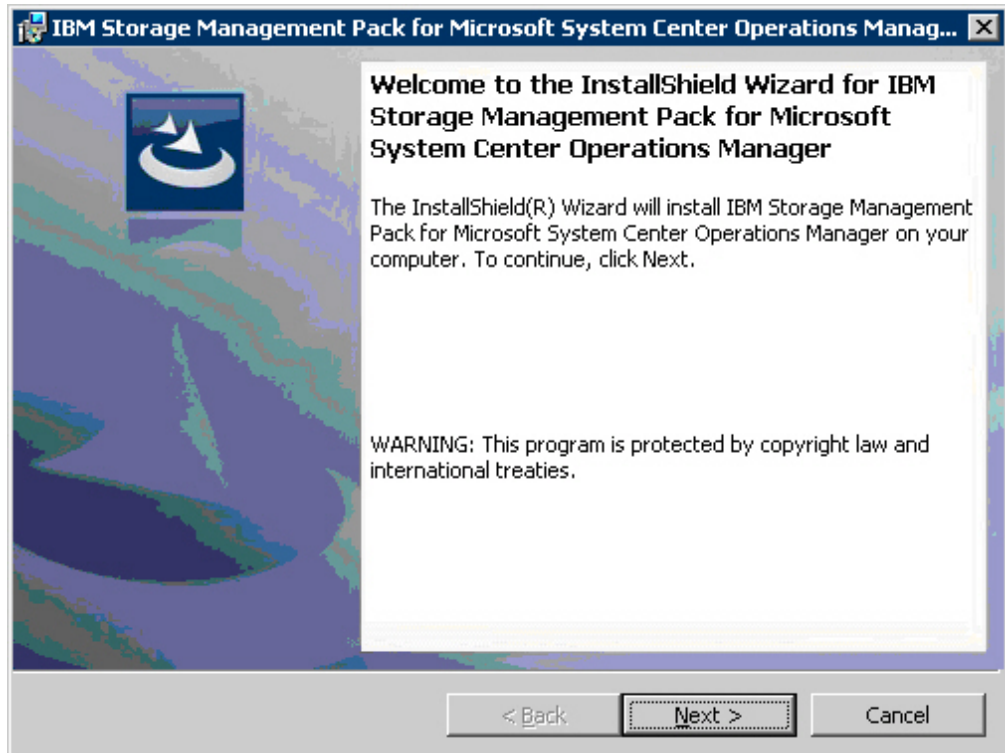 IBM Storage Management Pack for Microsoft System Center Operations Manag...
Welcome to the InstallShield Wizard for IBM
Storage Management Pack for Microsoft
System Center Operations Manager
The InstallShield(R) Wizard will install IBM Storage Management
Pack for Microsoft System Center Operations Manager on your
computer. To continue, click Next.
WARNING: This program is protected by copyright law and
international treaties.
< Back Next > Cancel